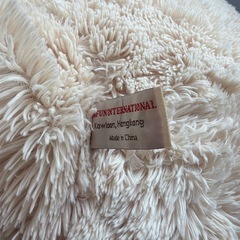 INTERNATIONAL.
Kowloon, Hongkong
Made in China